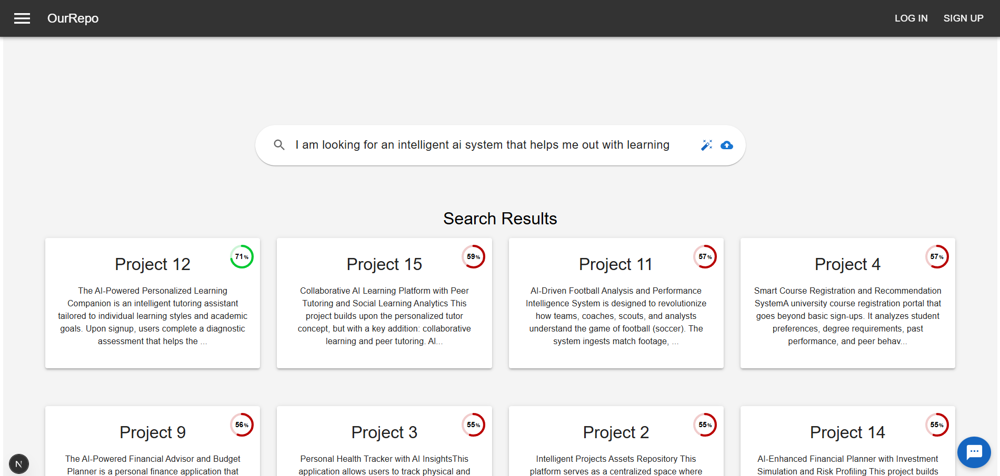 OurRepo
LOG IN
SIGN UP
I am looking for an intelligent ai system that helps me out with learning
Search Results
Project 12
71%
The AI-Powered Personalized Learning
Companion is an intelligent tutoring assistant
tailored to individual learning styles and academic
goals. Upon signup, users complete a diagnostic
assessment that helps the ...
Project 15
59%
Collaborative AI Learning Platform with Peer
Tutoring and Social Learning Analytics This
project builds upon the personalized tutor
concept, but with a key addition: collaborative
learning and peer tutoring. AI...
Project 11
57%
AI-Driven Football Analysis and Performance
Intelligence System is designed to revolutionize
how teams, coaches, scouts, and analysts
understand the game of football (soccer). The
system ingests match footage, ...
Project 4
57%
Smart Course Registration and Recommendation
SystemA university course registration portal that
goes beyond basic sign-ups. It analyzes student
preferences, degree requirements, past
performance, and peer behav...
Project 9
56%
The AI-Powered Financial Advisor and Budget
Planner is a personal finance application that
Project 3
55%
Personal Health Tracker with AI InsightsThis
application allows users to track physical and
Project 2
55%
Intelligent Projects Assets Repository This
platform serves as a centralized space where
Project 14
55%
AI-Enhanced Financial Planner with Investment
Simulation and Risk Profiling This project builds
N